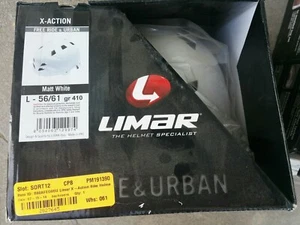 X-ACTION
FREE RIDE & URBAN
Matt White
L - 56/61 gr 410
LIMAR
THE HELMET SPECIALIST
E & URBAN
Slot. SORT12 CPB PM191590
Whs: 061